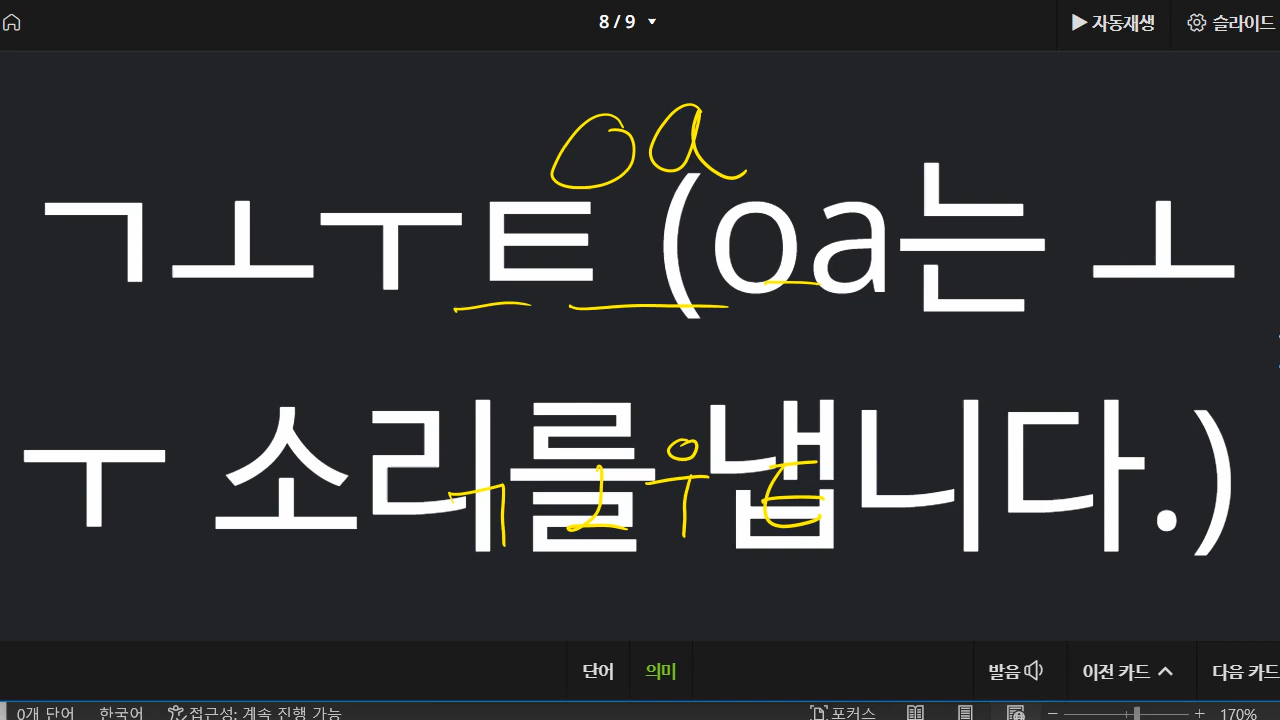 8 / 9
자동재생
슬라이드
oa
ㄱㅗㅜ트 (oa는 ㅗ
ㅜ 소리를 냅니다.)
ㄱㅗ우ㅌ
단어
의미
발음
이전 카드
다음 카드
0개 단어
한국어
접근성: 계속 진행 가능
포커스
170%